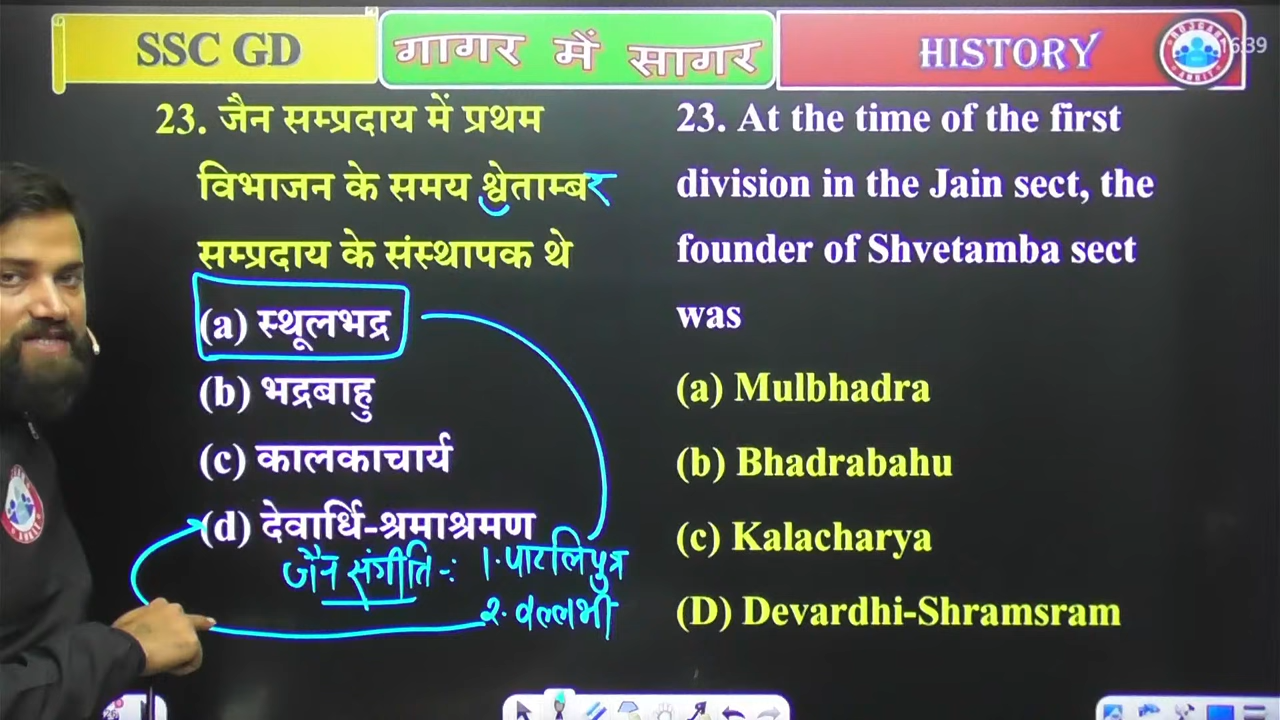 SSC GD
गागर में सागर
HISTORY
16:39
23. जैन सम्प्रदाय में प्रथम
विभाजन के समय श्वेताम्बर
सम्प्रदाय के संस्थापक थे
(a) स्थूलभद्र
(b) भद्रबाहु
(c) कालकाचार्य
(d) देवार्धि-श्रमाश्रमण
जैन संगीति-: 1. पाटलिपुत्र
2. वल्लभी
23. At the time of the first
division in the Jain sect, the
founder of Shvetamba sect
was
(a) Mulbhadra
(b) Bhadrabahu
(c) Kalacharya
(D) Devardhi-Shramsram